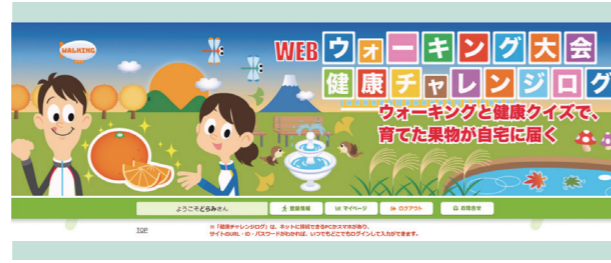 WALKING
WEB ウォーキング大会
健康チャレンジログ
ウォーキングと健康クイズで、
育てた果物が自宅に届く
ようこそどらみさん
登録情報
マイページ
ログアウト
お問合せ
TOP
※「健康チャレンジログ」は、ネットに接続できるPCかスマホがあり、
サイトのURL・ID・パスワードがわかれば、いつでもどこでもログインして入力ができます。